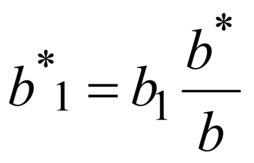 b*₁ = b₁ b*/b